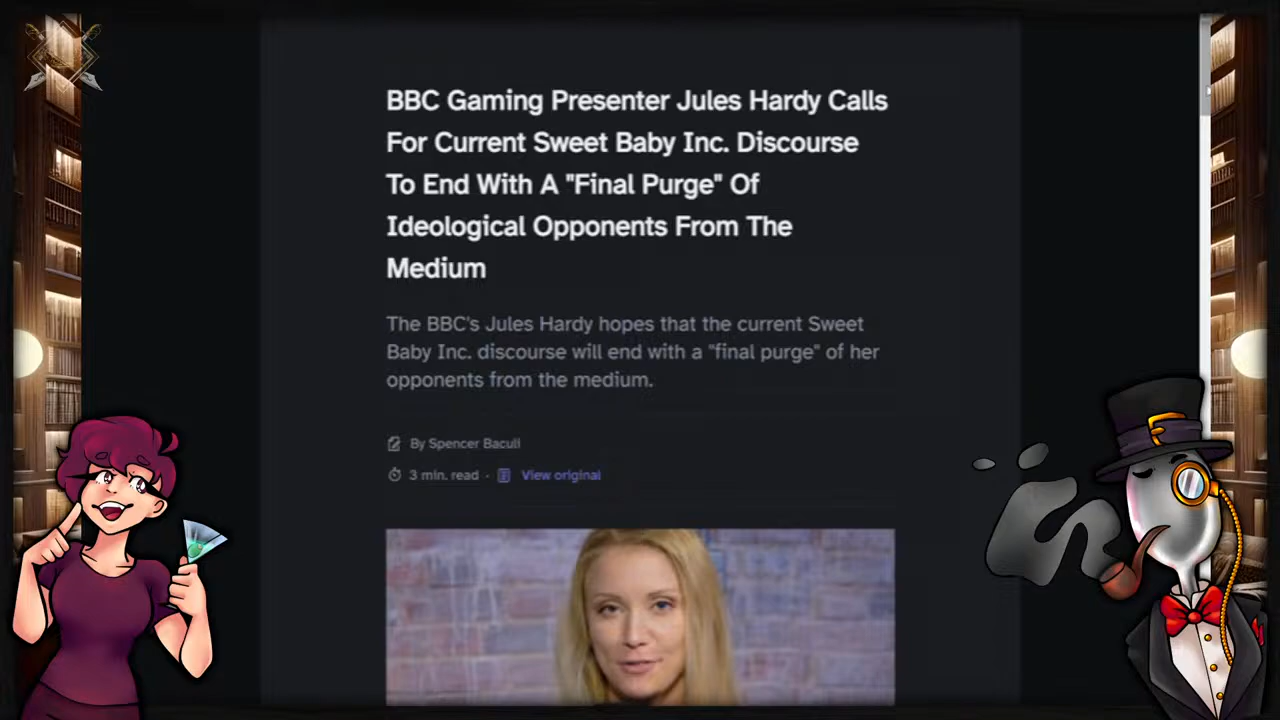 BBC Gaming Presenter Jules Hardy Calls
For Current Sweet Baby Inc. Discourse
To End With A "Final Purge" Of
Ideological Opponents From The
Medium
The BBC's Jules Hardy hopes that the current Sweet
Baby Inc. discourse will end with a "final purge" of her
opponents from the medium.
By Spencer Baculi
3 min. read · View original